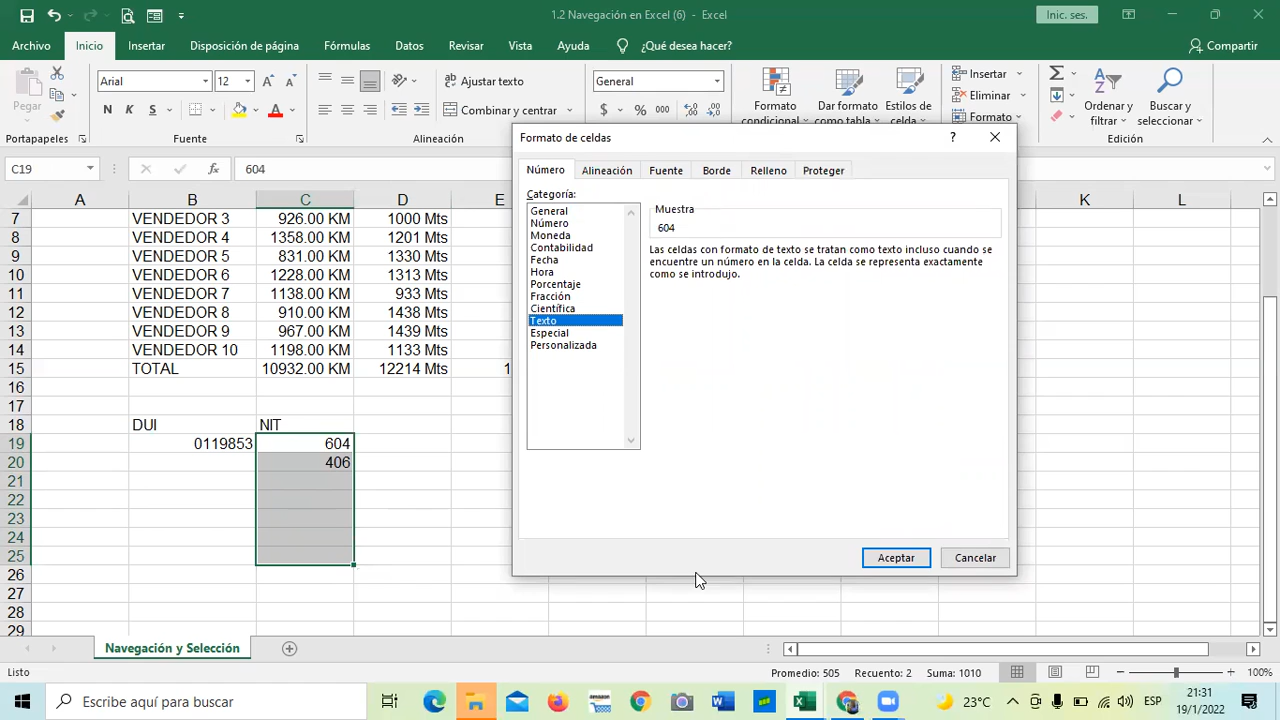 1.2 Navegación en Excel (6) - Excel
Inic. ses.
Archivo Inicio Insertar Disposición de página Fórmulas Datos Revisar Vista Ayuda ¿Qué desea hacer? Compartir
Pegar
Arial 12
N K S
Ajustar texto
Combinar y centrar
General
$ % 000
Formato condicional
Dar formato como tabla
Estilos de celda
Insertar
Eliminar
Formato
Ordenar y filtrar
Buscar y seleccionar
Portapapeles Fuente Alineación Edición
C19 fx 604
A B C D E K L
7 VENDEDOR 3 926.00 KM 1000 Mts
8 VENDEDOR 4 1358.00 KM 1201 Mts
9 VENDEDOR 5 831.00 KM 1330 Mts
10 VENDEDOR 6 1228.00 KM 1313 Mts
11 VENDEDOR 7 1138.00 KM 933 Mts
12 VENDEDOR 8 910.00 KM 1438 Mts
13 VENDEDOR 9 967.00 KM 1439 Mts
14 VENDEDOR 10 1198.00 KM 1133 Mts
15 TOTAL 10932.00 KM 12214 Mts 1
16
17
18 DUI NIT
19 0119853 604
20 406
21
22
23
24
25
26
27
28
29
Formato de celdas
Número Alineación Fuente Borde Relleno Proteger
Categoría:
General
Número
Moneda
Contabilidad
Fecha
Hora
Porcentaje
Fracción
Científica
Texto
Especial
Personalizada
Muestra
604
Las celdas con formato de texto se tratan como texto incluso cuando se
encuentre un número en la celda. La celda se representa exactamente
como se introdujo.
Aceptar Cancelar
Navegación y Selección
Listo Promedio: 505 Recuento: 2 Suma: 1010 100%
Escribe aquí para buscar 23°C ESP 21:31
19/1/2022